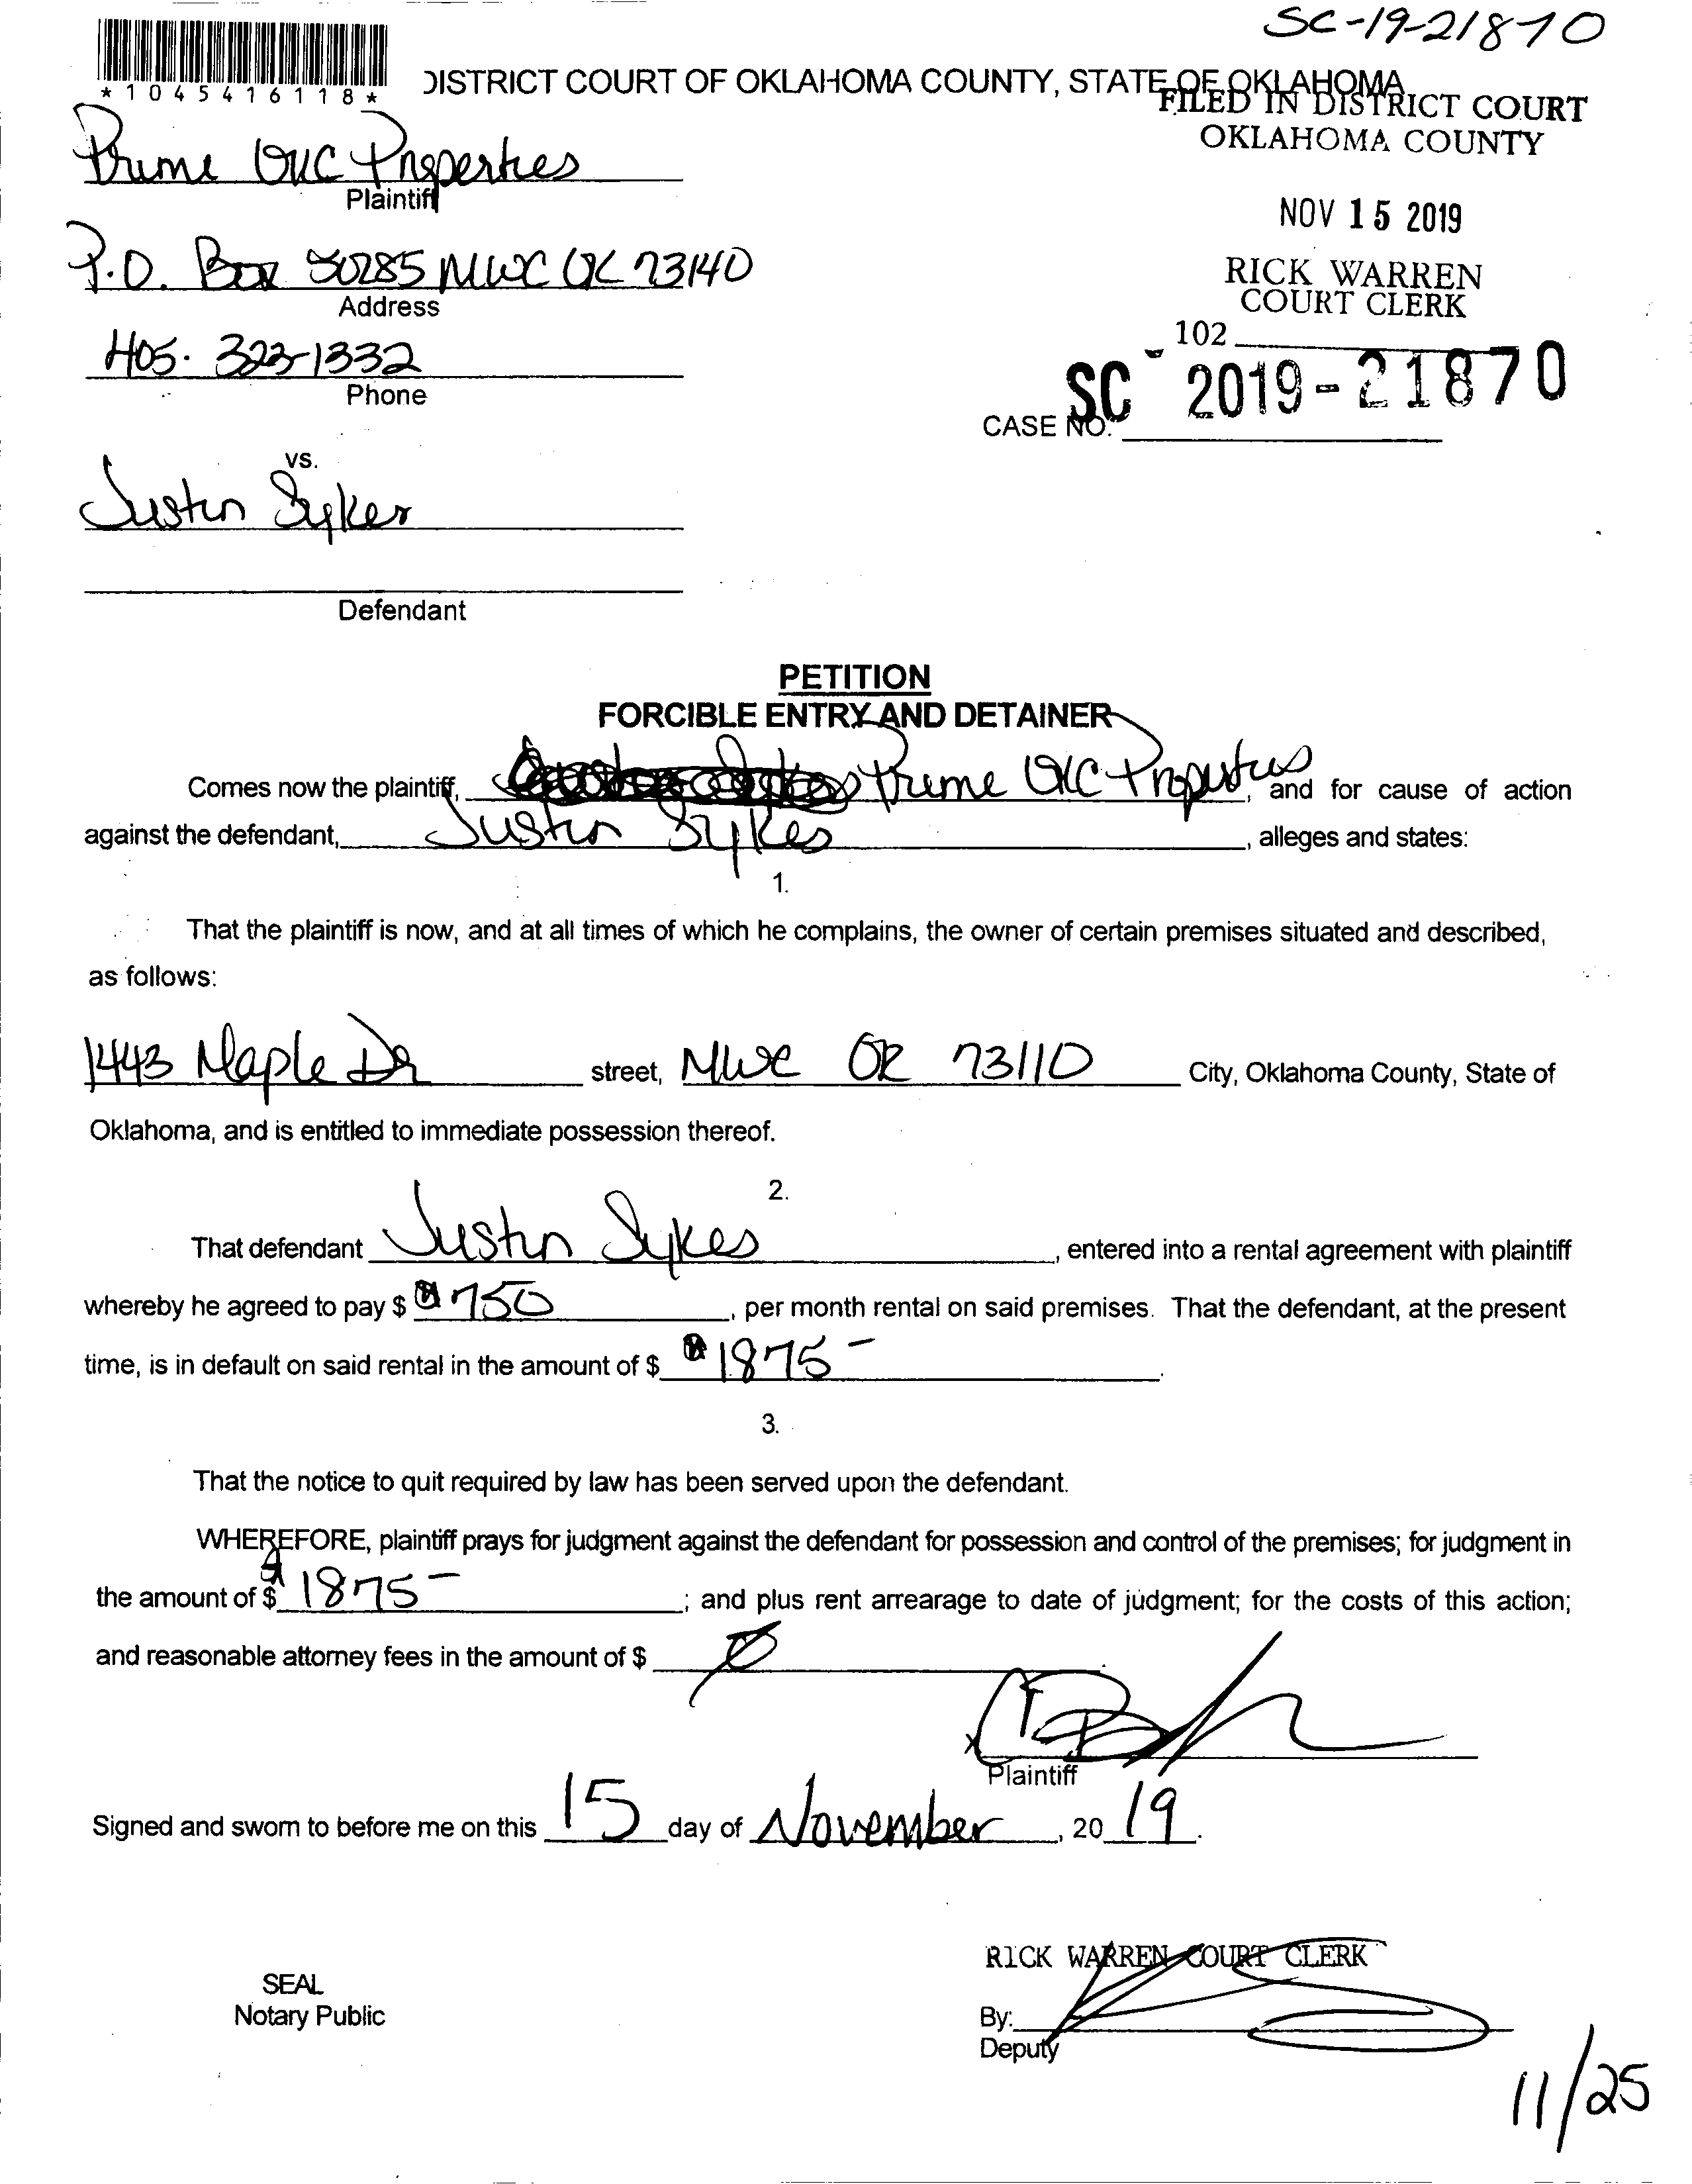 SC-19-21870
*1045416118*
DISTRICT COURT OF OKLAHOMA COUNTY, STATE OF OKLAHOMA
FILED IN DISTRICT COURT
OKLAHOMA COUNTY
Prime OKC Properties
Plaintiff
NOV 15 2019
P.O. Box 30285 MWC OK 73140
Address
RICK WARREN
COURT CLERK
405. 323-1332
Phone
102
CASE NO. SC - 2019-21870
vs.
Justin Sykes
Defendant
PETITION
FORCIBLE ENTRY AND DETAINER
Comes now the plaintiff, Prime OKC Properties, and for cause of action
against the defendant, Justin Sykes, alleges and states:
1.
That the plaintiff is now, and at all times of which he complains, the owner of certain premises situated and described,
as follows:
1443 Maple Dr street, MWC OK 73110 City, Oklahoma County, State of
Oklahoma, and is entitled to immediate possession thereof.
2.
That defendant Justin Sykes, entered into a rental agreement with plaintiff
whereby he agreed to pay $ 750, per month rental on said premises. That the defendant, at the present
time, is in default on said rental in the amount of $ 1875-.
3.
That the notice to quit required by law has been served upon the defendant.
WHEREFORE, plaintiff prays for judgment against the defendant for possession and control of the premises; for judgment in
the amount of $ 1875-; and plus rent arrearage to date of judgment; for the costs of this action;
and reasonable attorney fees in the amount of $
x
Plaintiff
Signed and sworn to before me on this 15 day of November, 2019.
RICK WARREN COURT CLERK
SEAL
Notary Public
By:
Deputy
11/25